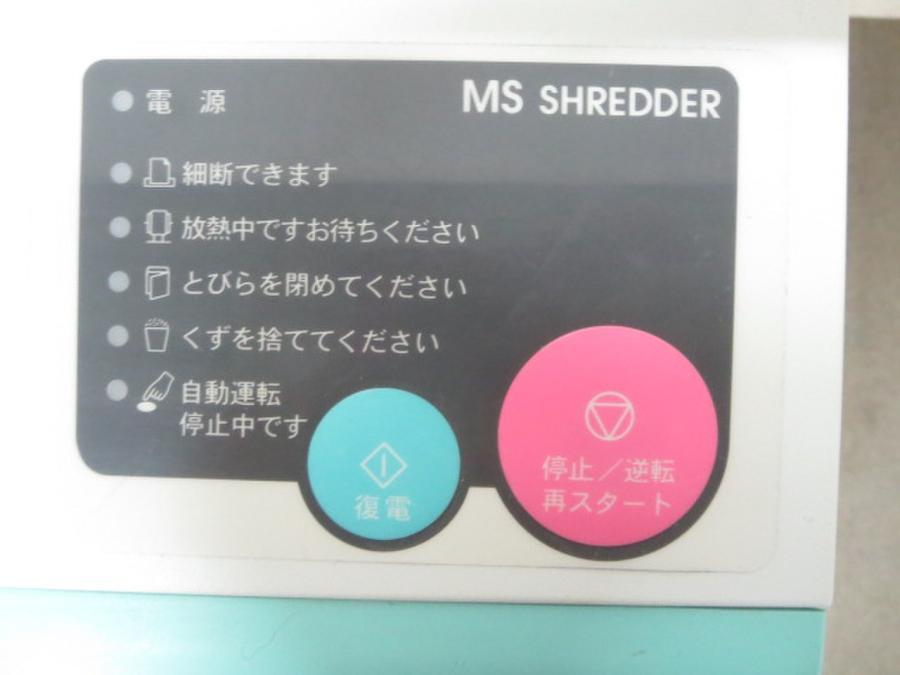 電 源
MS SHREDDER
細断できます
放熱中ですお待ちください
とびらを閉めてください
くずを捨ててください
自動運転
停止中です
復電
停止／逆転
再スタート